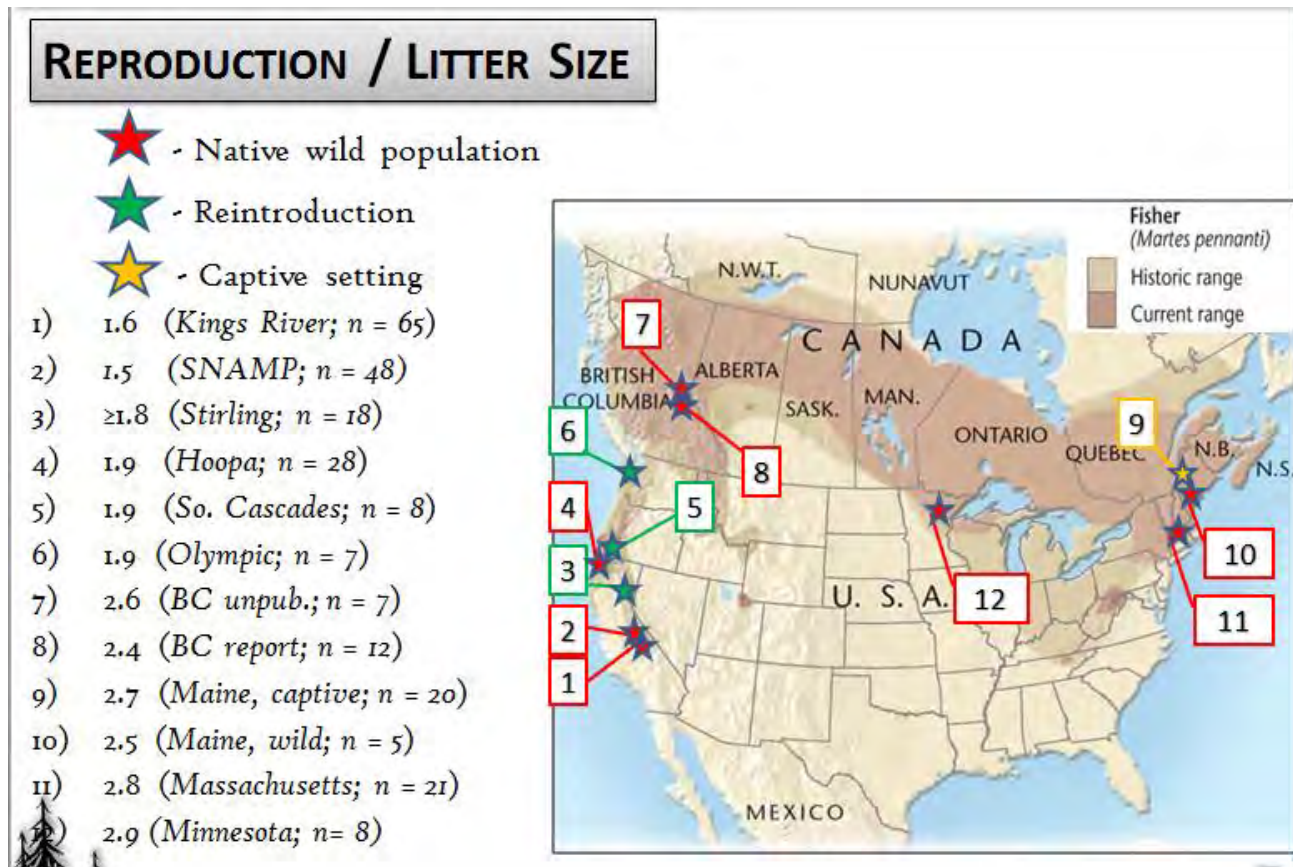 REPRODUCTION / LITTER SIZE
- Native wild population
- Reintroduction
- Captive setting
1) 1.6 (Kings River; n = 65)
2) 1.5 (SNAMP; n = 48)
3) ≥1.8 (Stirling; n = 18)
4) 1.9 (Hoopa; n = 28)
5) 1.9 (So. Cascades; n = 8)
6) 1.9 (Olympic; n = 7)
7) 2.6 (BC unpub.; n = 7)
8) 2.4 (BC report; n = 12)
9) 2.7 (Maine, captive; n = 20)
10) 2.5 (Maine, wild; n = 5)
11) 2.8 (Massachusetts; n = 21)
12) 2.9 (Minnesota; n= 8)
Fisher
(Martes pennanti)
Historic range
Current range
N.W.T.
NUNAVUT
7
CANADA
BRITISH
COLUMBIA
ALBERTA
SASK.
MAN.
ONTARIO
QUEBEC
9
N.B.
N.S.
6
8
4
5
3
10
U. S. A.
12
11
2
1
MEXICO